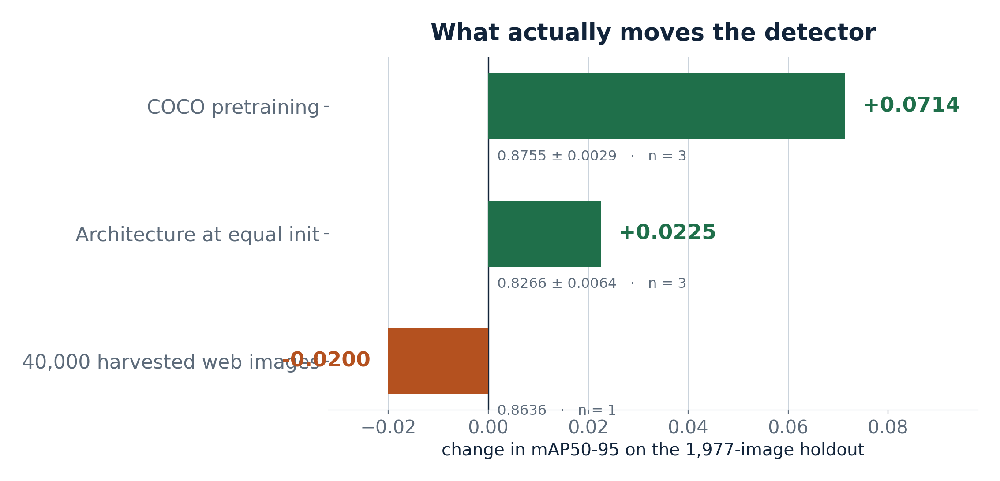 What actually moves the detector
COCO pretraining
+0.0714
0.8755 ± 0.0029 · n = 3
Architecture at equal init
+0.0225
0.8266 ± 0.0064 · n = 3
40,000 harvested web images
-0.0200
0.8636 · n = 1
−0.02 0.00 0.02 0.04 0.06 0.08
change in mAP50-95 on the 1,977-image holdout